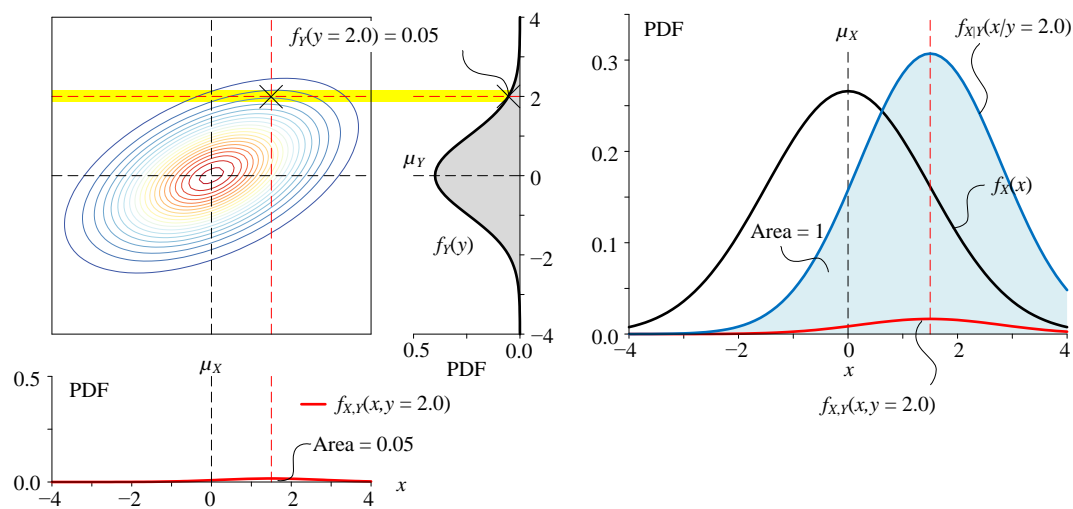 f_Y(y = 2.0) = 0.05
4
2
μ_Y
0
f_Y(y)
−2
−4
0.5
0.0
PDF
μ_X
0.5
PDF
f_{X,Y}(x,y = 2.0)
Area = 0.05
0.0
−4
−2
0
2
4
x
PDF
μ_X
f_{X|Y}(x/y = 2.0)
0.3
0.2
f_X(x)
Area = 1
0.1
0.0
−4
−2
0
2
4
x
f_{X,Y}(x,y = 2.0)